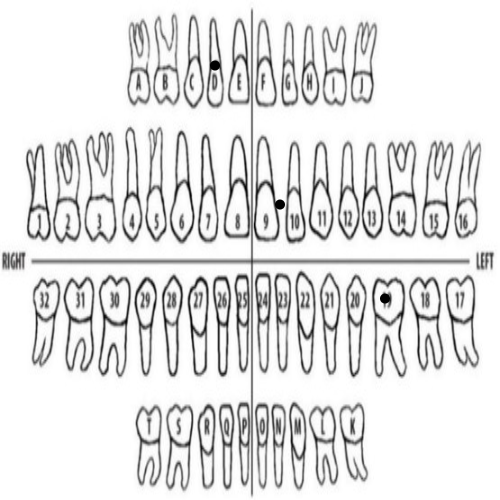 A B C D E F G H I J
1 2 3 4 5 6 7 8 9 10 11 12 13 14 15 16
RIGHT LEFT
32 31 30 29 28 27 26 25 24 23 22 21 20 19 18 17
T S R Q P O N M L K